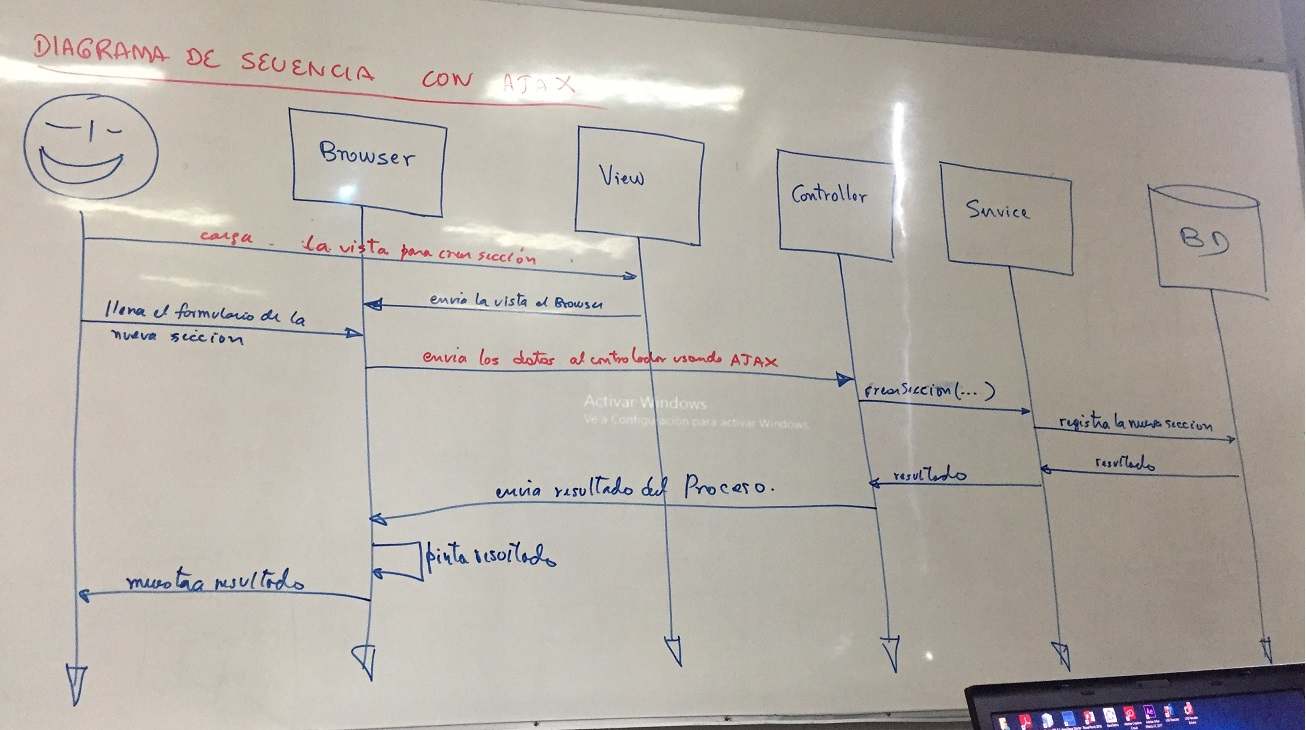 DIAGRAMA DE SECUENCIA CON AJAX
Browser
View
Controller
Service
BD
carga la vista para crear sección
envia la vista al Browser
llena el formulario de la
nueva seccion
envia los datos al controlador usando AJAX
crearSeccion(...)
Activar Windows
Ve a Configuración para activar Windows.
registra la nueva seccion
resultado
resultado
envia resultado del Proceso.
pinta resultado
muestra resultado